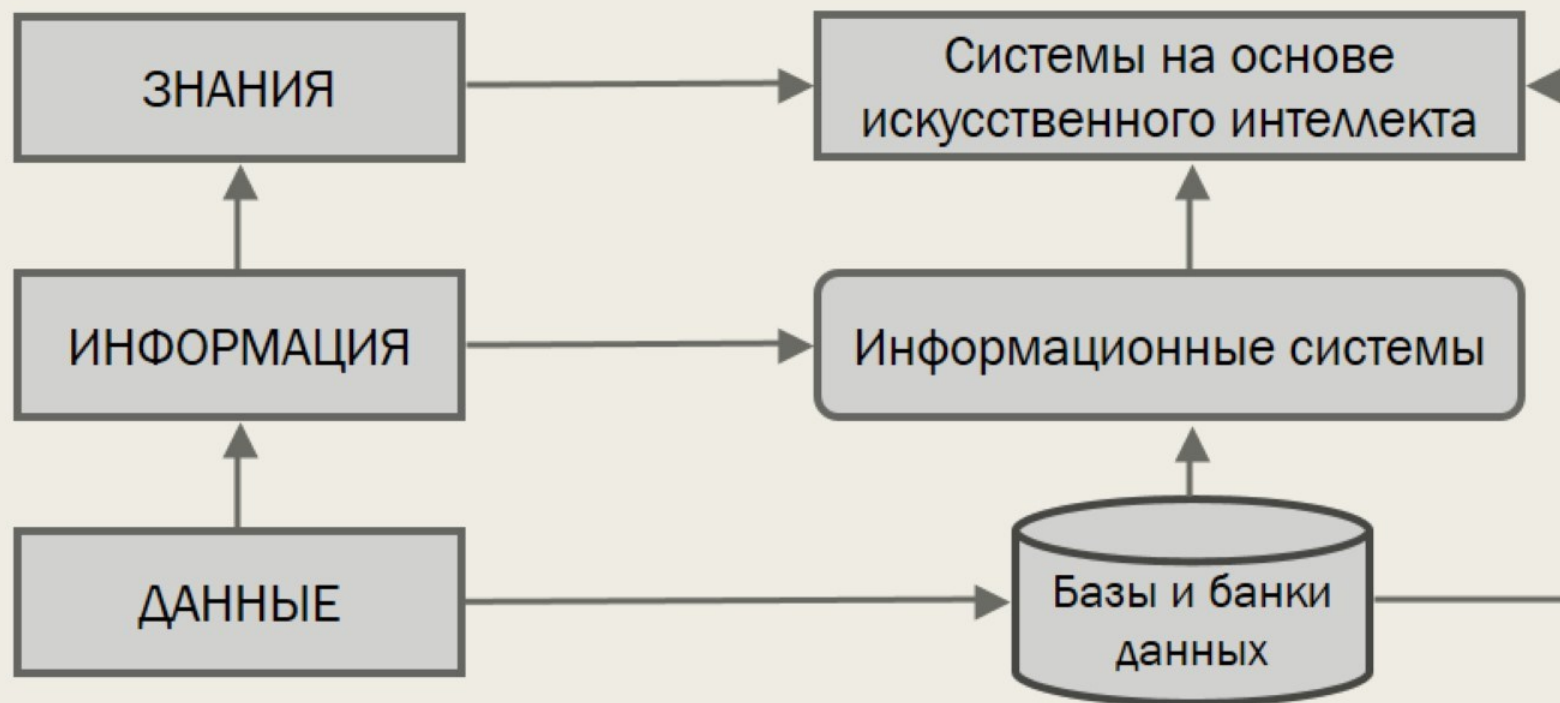 ЗНАНИЯ
Системы на основе
искусственного интеллекта
ИНФОРМАЦИЯ
Информационные системы
ДАННЫЕ
Базы и банки
данных